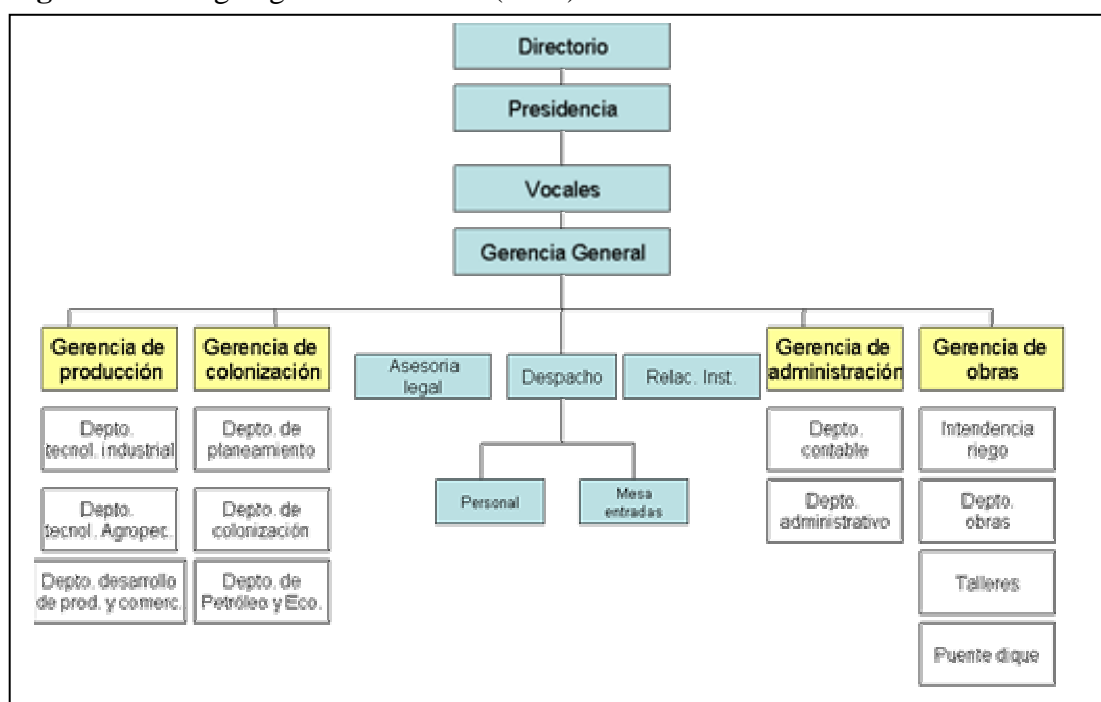 Directorio
Presidencia
Vocales
Gerencia General
Gerencia de
producción
Gerencia de
colonización
Asesoria
legal
Despacho
Relac. Inst.
Gerencia de
administración
Gerencia de
obras
Depto.
tecnol. industrial
Depto. de
planeamiento
Depto.
contable
Intendencia
riego
Personal
Mesa
entradas
Depto.
tecnol. Agropec.
Depto. de
colonización
Depto.
administrativo
Depto.
obras
Depto. desarrollo
de prod. y comerc.
Depto. de
Petróleo y Eco.
Talleres
Puente dique